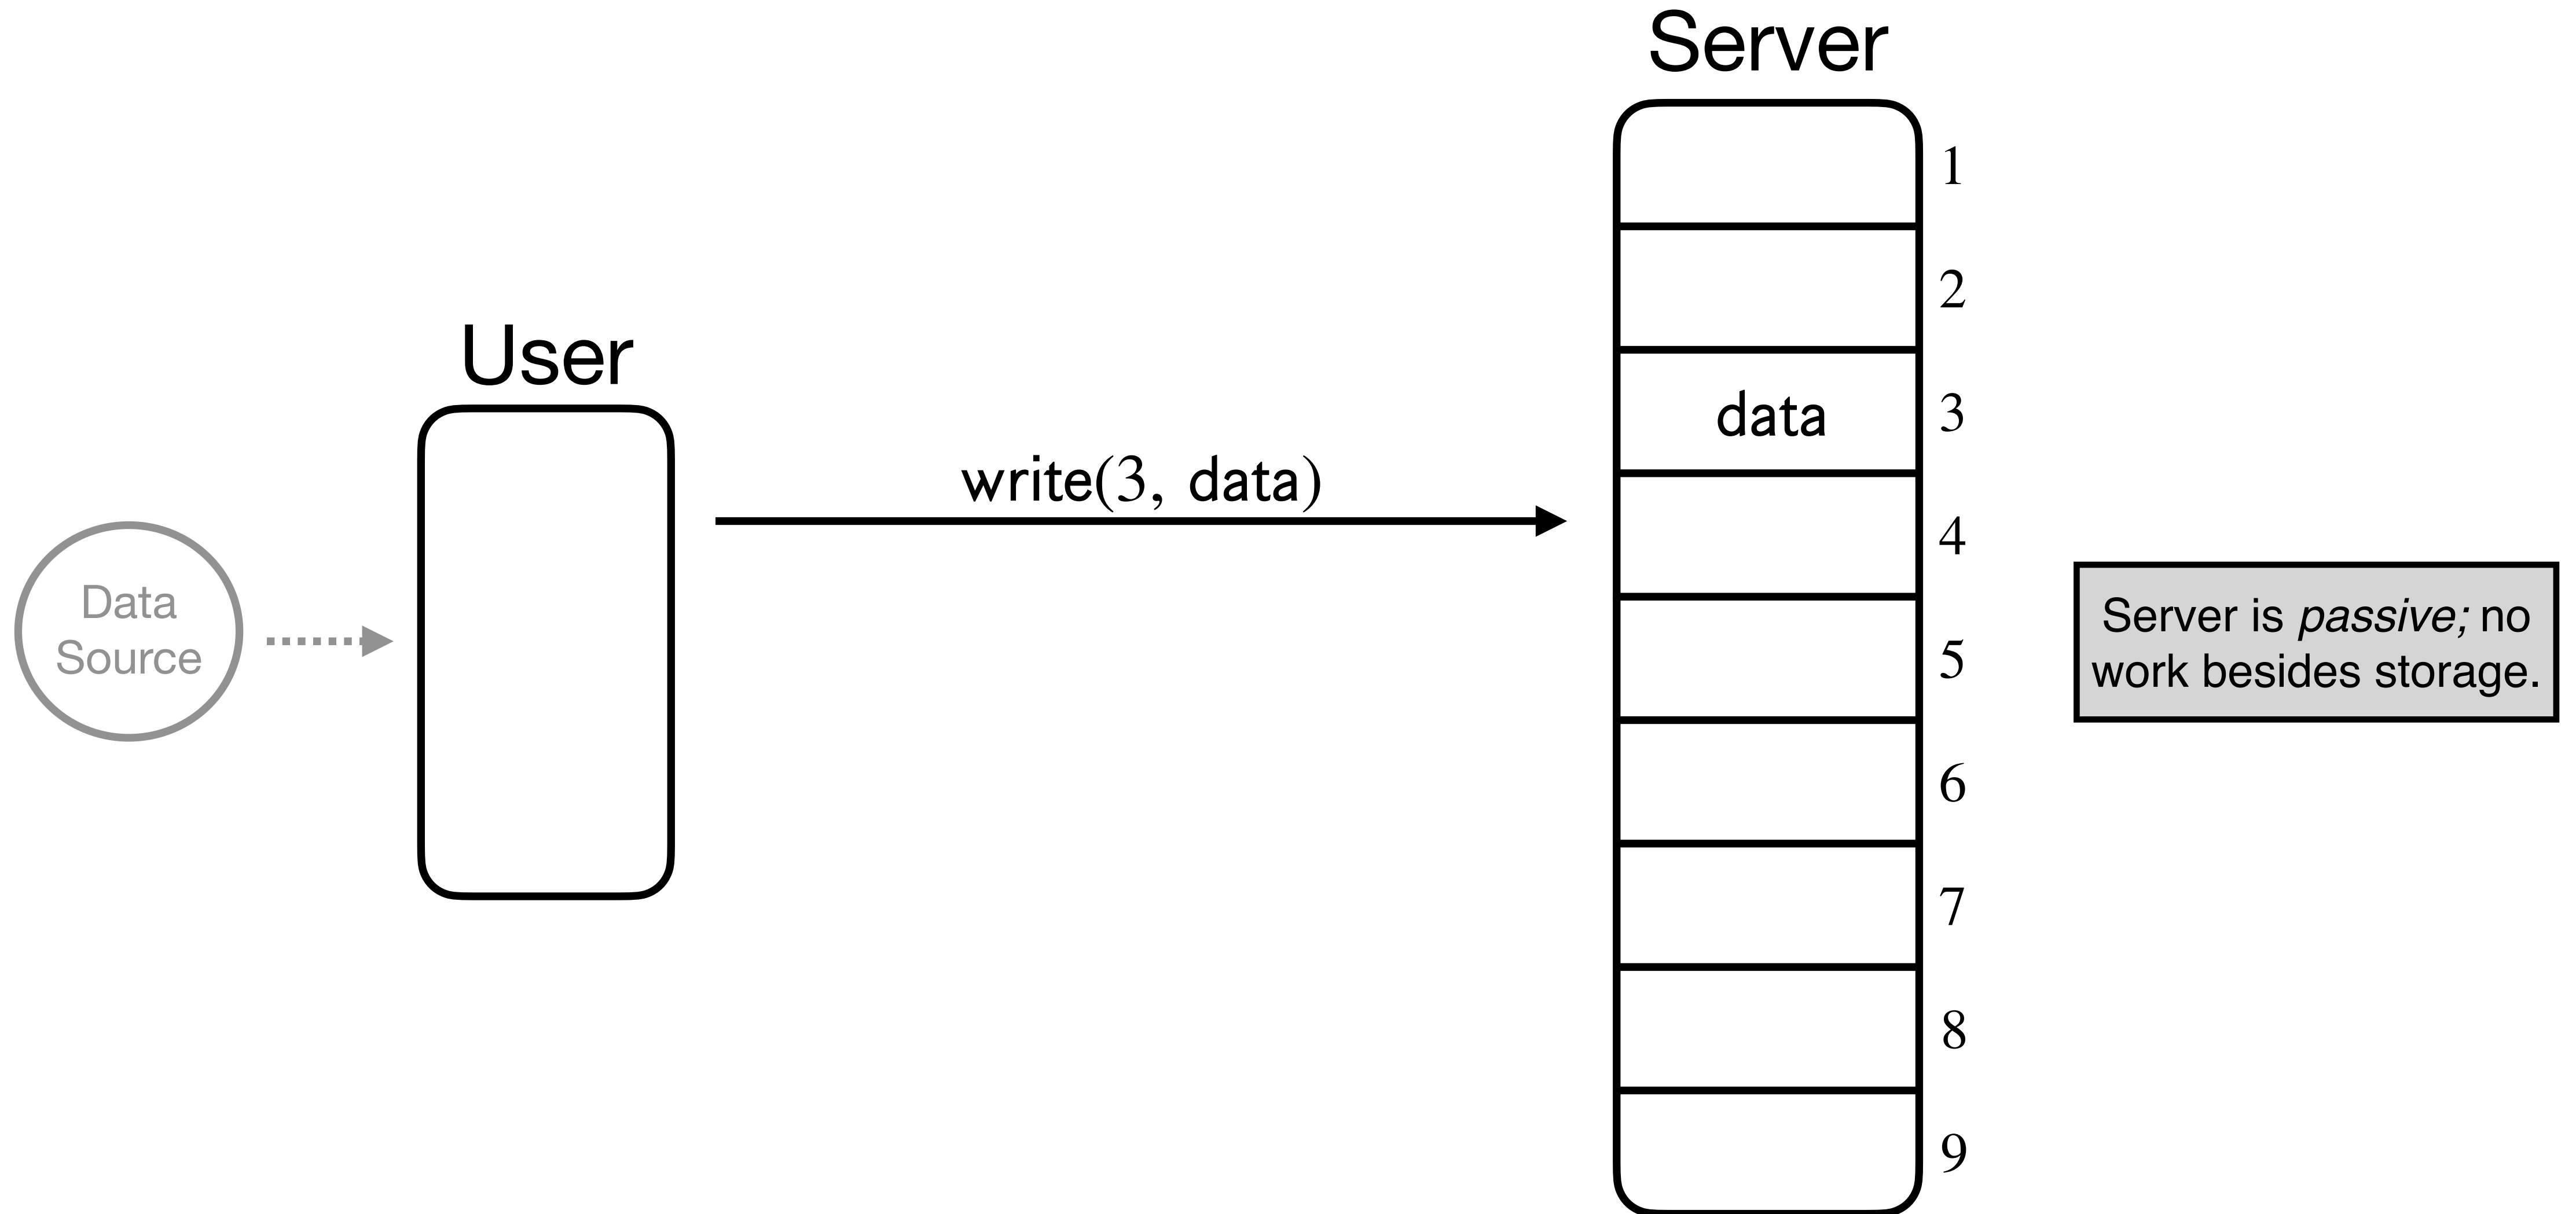 Server
1
2
User
data
3
write(3, data)
4
Data
Source
Server is passive; no
work besides storage.
5
6
7
8
9